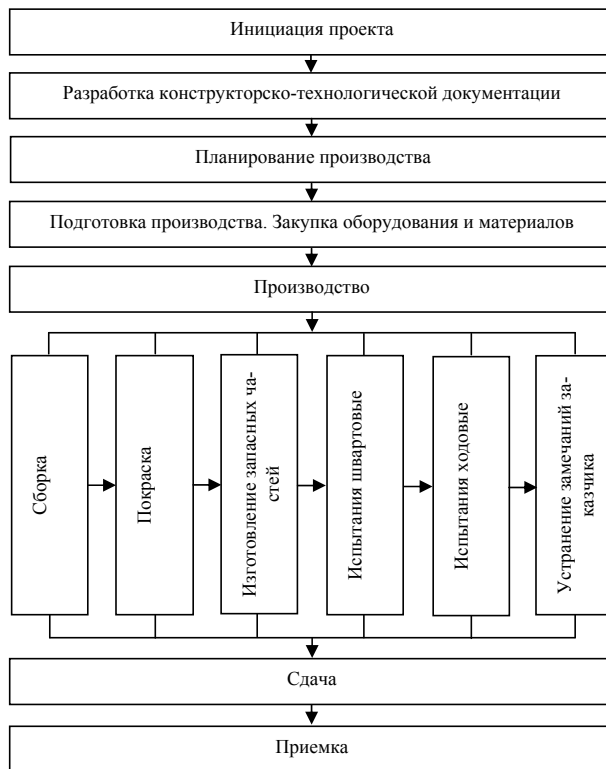 Инициация проекта
Разработка конструкторско-технологической документации
Планирование производства
Подготовка производства. Закупка оборудования и материалов
Производство
Сборка
Покраска
Изготовление запасных ча-
стей
Испытания швартовые
Испытания ходовые
Устранение замечаний за-
казчика
Сдача
Приемка